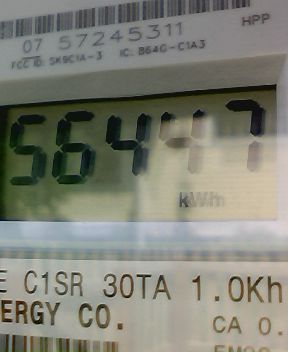 HPP
07 57245311
FCC ID: SK9C1A-3 IC: 864G-C1A3
56447
kWh
E C1SR 30TA 1.0Kh
ERGY CO.
CA 0.